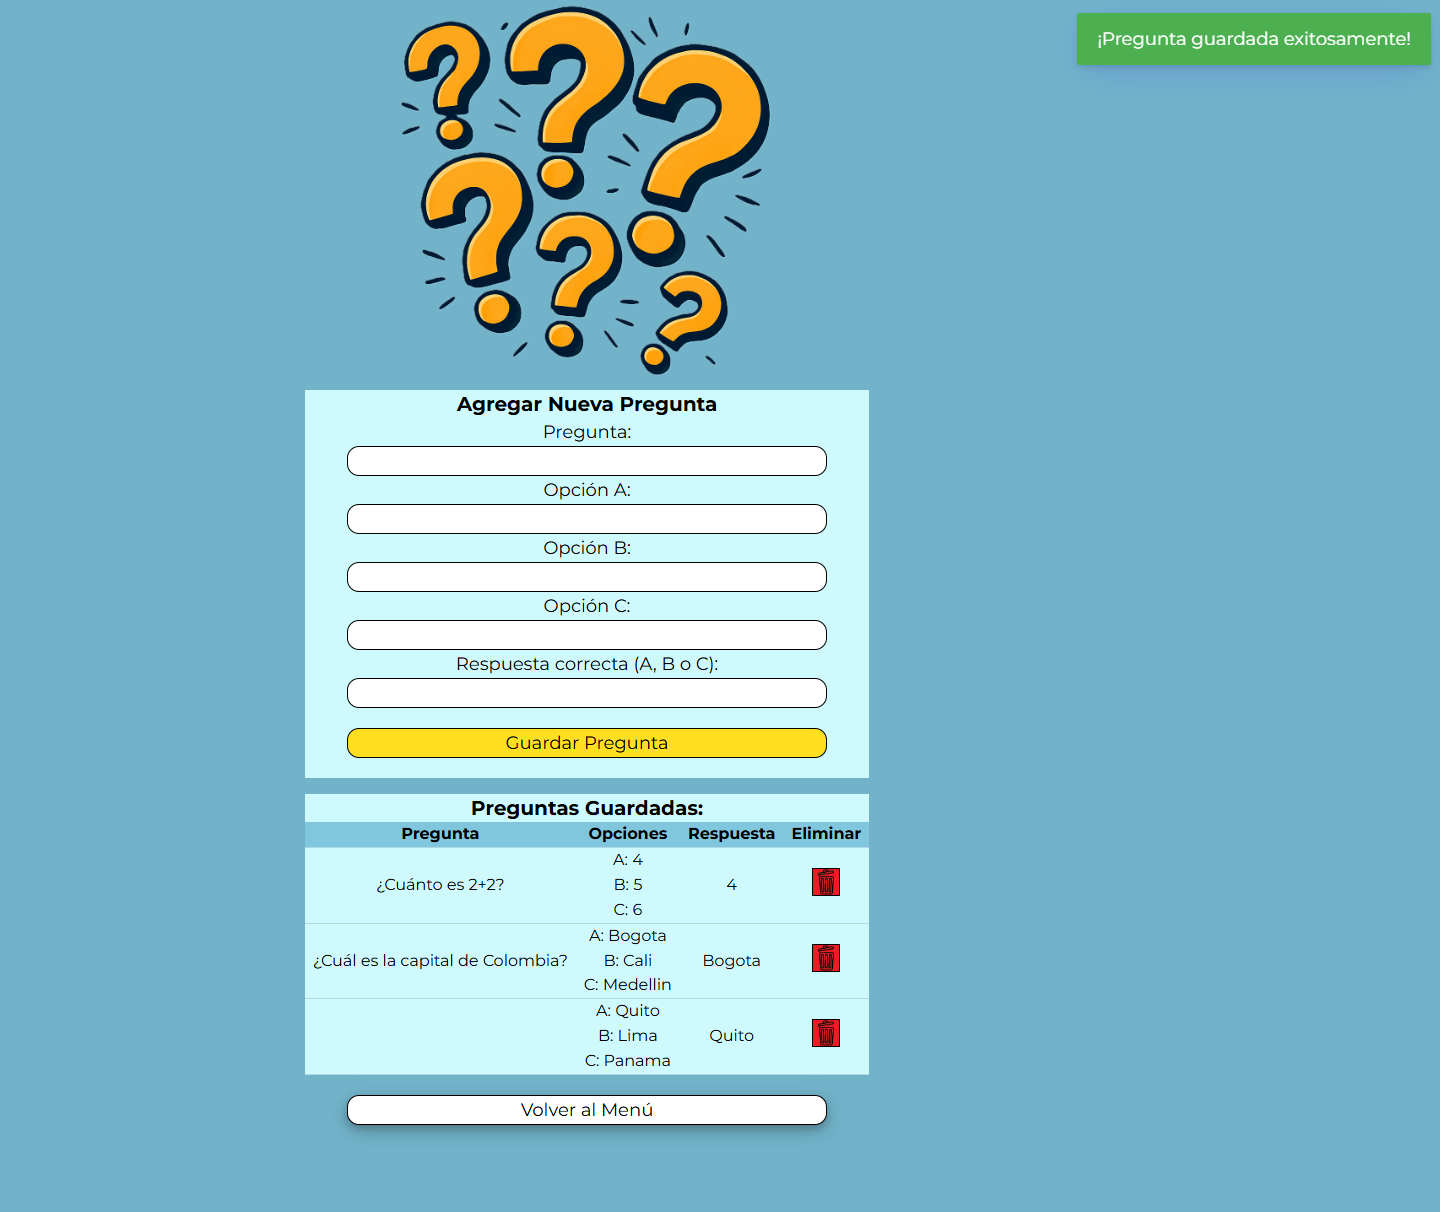 ¡Pregunta guardada exitosamente!
Agregar Nueva Pregunta
Pregunta:
Opción A:
Opción B:
Opción C:
Respuesta correcta (A, B o C):
Guardar Pregunta
Preguntas Guardadas:
Pregunta Opciones Respuesta Eliminar
A: 4
¿Cuánto es 2+2? B: 5 4
C: 6
A: Bogota
¿Cuál es la capital de Colombia? B: Cali Bogota
C: Medellin
A: Quito
B: Lima Quito
C: Panama
Volver al Menú